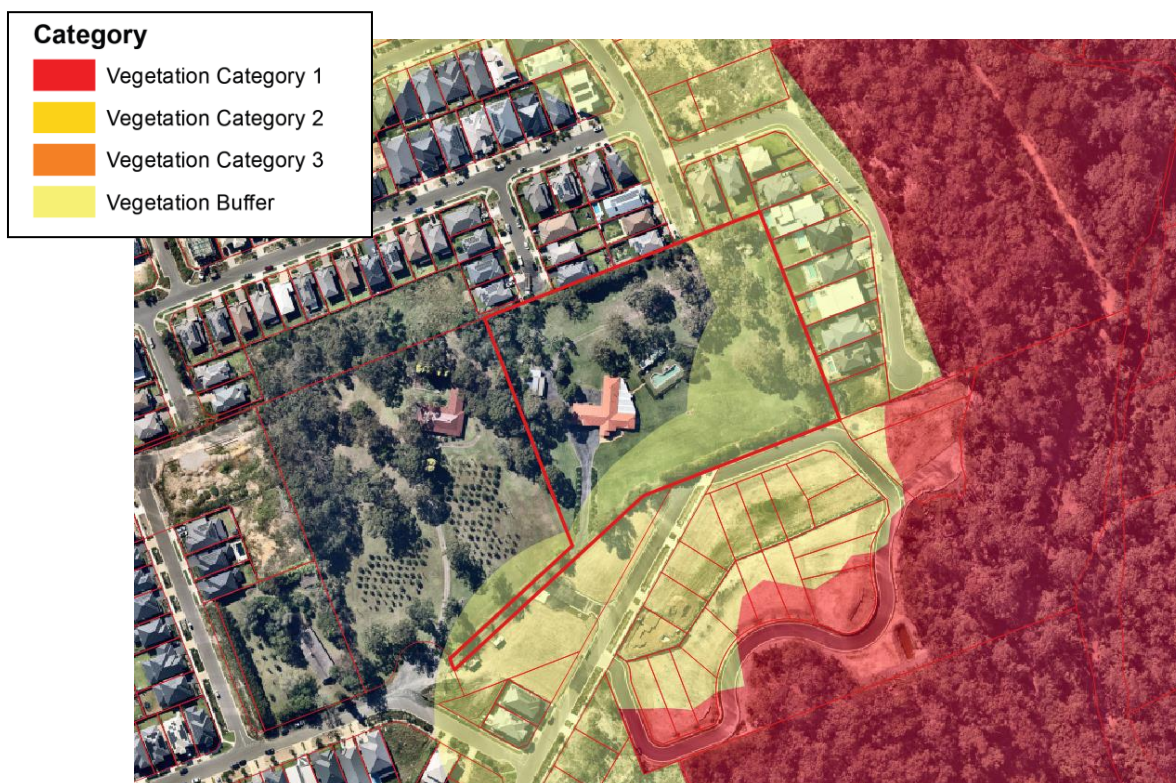 Category
Vegetation Category 1
Vegetation Category 2
Vegetation Category 3
Vegetation Buffer